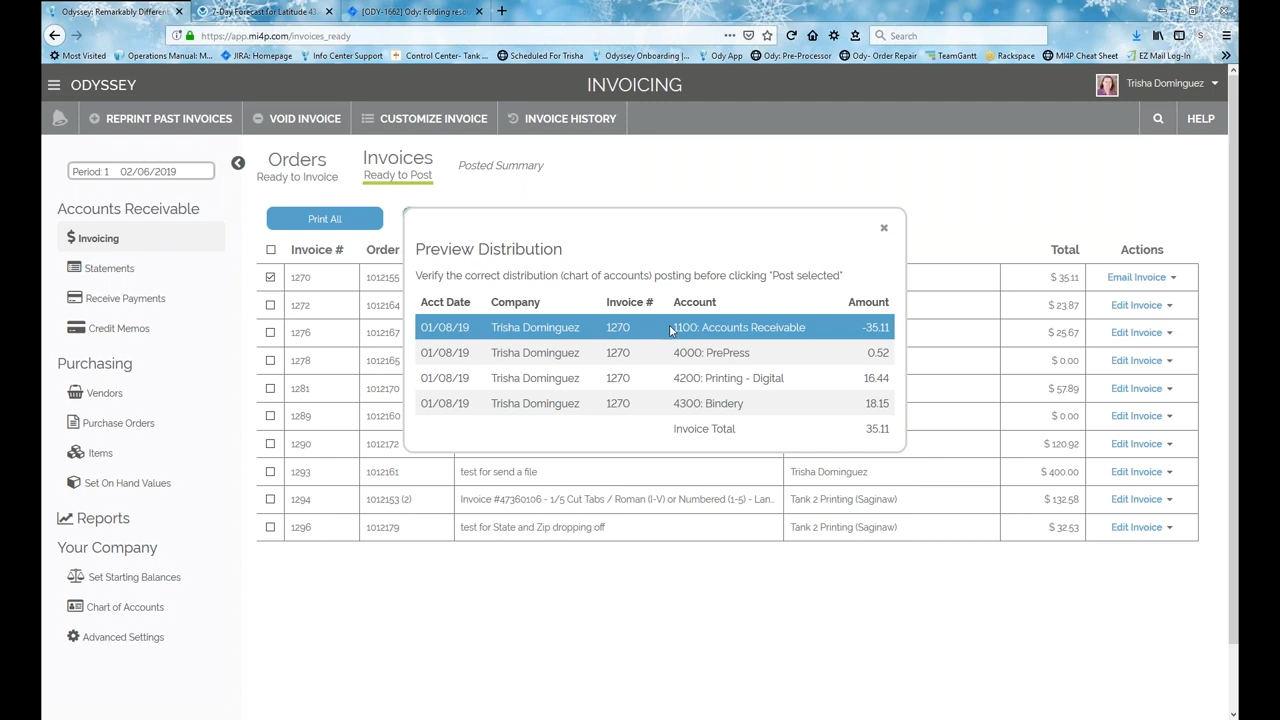 Odyssey: Remarkably Different
7-Day Forecast for Latitude 43.
[ODY-1662] Ody: Folding resou
https://app.mi4p.com/invoices_ready
Search
Most Visited
Operations Manual: M...
JIRA: Homepage
Info Center Support
Control Center- Tank ...
Scheduled For Trisha
Odyssey Onboarding |...
Ody App
Ody: Pre-Processor
Ody- Order Repair
TeamGantt
Rackspace
MI4P Cheat Sheet
EZ Mail Log-In
ODYSSEY
INVOICING
Trisha Dominguez
REPRINT PAST INVOICES
VOID INVOICE
CUSTOMIZE INVOICE
INVOICE HISTORY
HELP
Period: 1 02/06/2019
Accounts Receivable
Invoicing
Statements
Receive Payments
Credit Memos
Purchasing
Vendors
Purchase Orders
Items
Set On Hand Values
Reports
Your Company
Set Starting Balances
Chart of Accounts
Advanced Settings
Orders
Ready to Invoice
Invoices
Ready to Post
Posted Summary
Print All
Invoice # Order Total Actions
1270 1012155 $ 35.11 Email Invoice
1272 1012164 $ 23.87 Edit Invoice
1276 1012167 $ 25.67 Edit Invoice
1278 1012165 $ 0.00 Edit Invoice
1281 1012170 $ 57.89 Edit Invoice
1289 1012160 $ 0.00 Edit Invoice
1290 1012172 $ 120.92 Edit Invoice
1293 1012161 test for send a file Trisha Dominguez $ 400.00 Edit Invoice
1294 1012153 (2) Invoice #47360106 - 1/5 Cut Tabs / Roman (I-V) or Numbered (1-5) - Lan... Tank 2 Printing (Saginaw) $ 132.58 Edit Invoice
1296 1012179 test for State and Zip dropping off Tank 2 Printing (Saginaw) $ 32.53 Edit Invoice
Preview Distribution
Verify the correct distribution (chart of accounts) posting before clicking "Post selected"
Acct Date Company Invoice # Account Amount
01/08/19 Trisha Dominguez 1270 1100: Accounts Receivable -35.11
01/08/19 Trisha Dominguez 1270 4000: PrePress 0.52
01/08/19 Trisha Dominguez 1270 4200: Printing - Digital 16.44
01/08/19 Trisha Dominguez 1270 4300: Bindery 18.15
Invoice Total 35.11